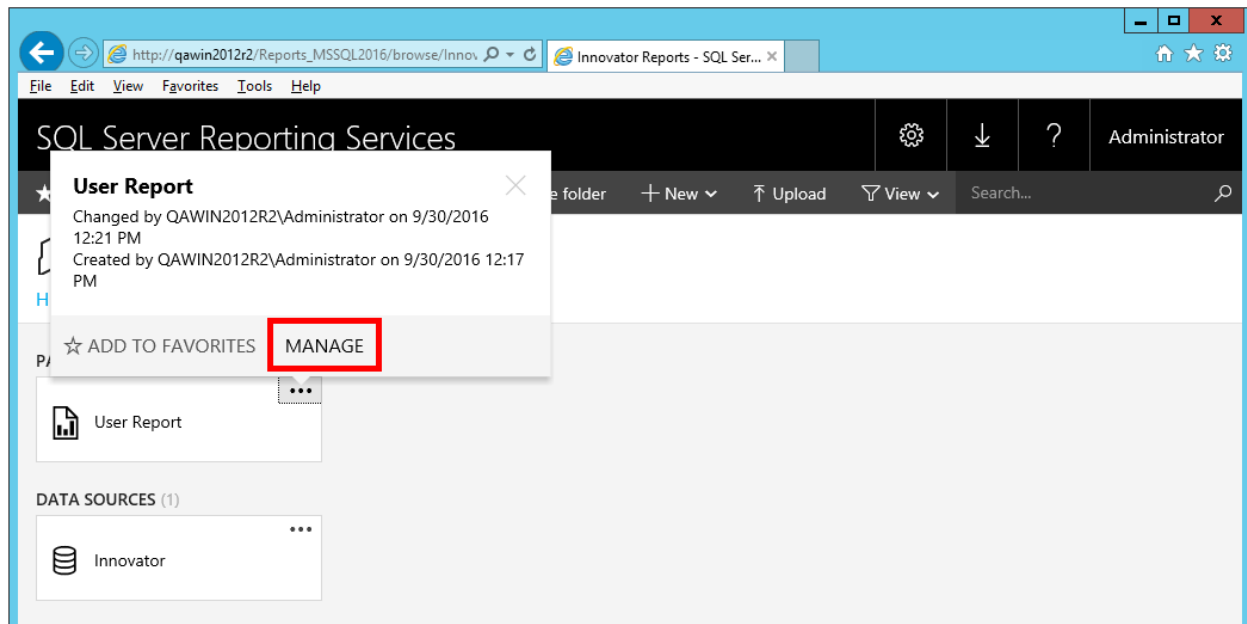 http://qawin2012r2/Reports_MSSQL2016/browse/Innov
Innovator Reports - SQL Ser...
File Edit View Favorites Tools Help
SQL Server Reporting Services
Administrator
User Report
e folder
New
Upload
View
Search...
Changed by QAWIN2012R2\Administrator on 9/30/2016
12:21 PM
Created by QAWIN2012R2\Administrator on 9/30/2016 12:17
PM
H
ADD TO FAVORITES
MANAGE
PA
User Report
DATA SOURCES (1)
Innovator